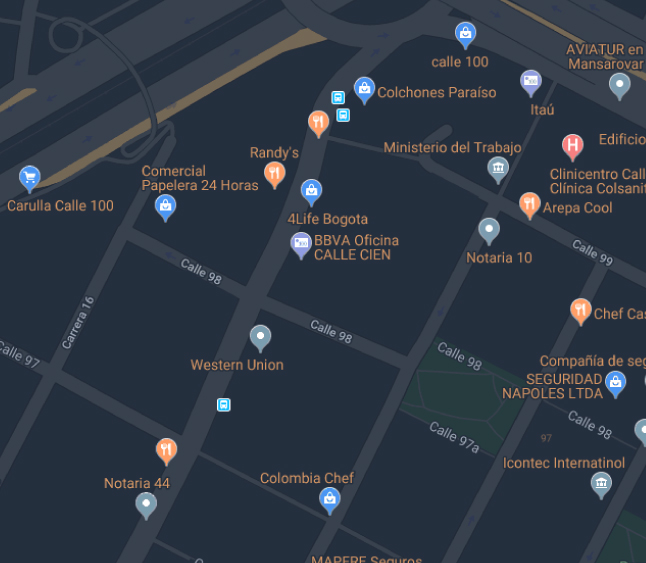 calle 100
AVIATUR en
Mansarovar
Colchones Paraíso
Itaú
Ministerio del Trabajo
Edificio
Randy's
Comercial
Papelera 24 Horas
Clinicentro Call
Clínica Colsanit
Carulla Calle 100
4Life Bogota
Arepa Cool
BBVA Oficina
CALLE CIEN
Notaria 10
Calle 99
Calle 98
Carrera 16
Calle 98
Chef Cas
Calle 97
Western Union
Calle 98
Compañía de seg
SEGURIDAD
NAPOLES LTDA
Calle 98
Calle 97a
97
Icontec Internatinol
Notaria 44
Colombia Chef
MAPFRE Seguros